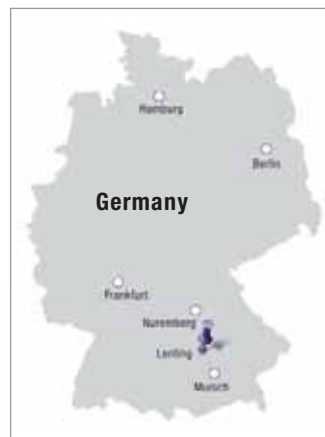 Hamburg
Berlin
Germany
Frankfurt
Nuremberg
Lenting
Munich